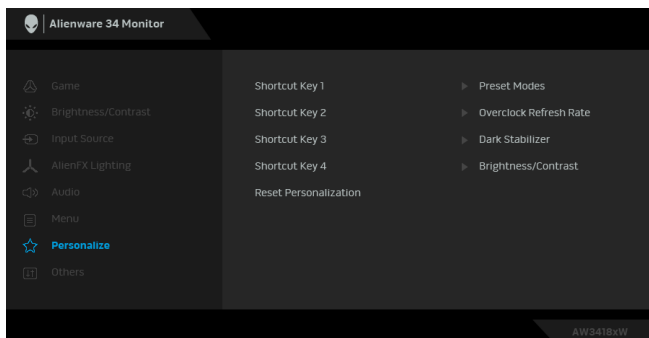 Alienware 34 Monitor
Game
Brightness/Contrast
Input Source
AlienFX Lighting
Audio
Menu
Personalize
Others
Shortcut Key 1 Preset Modes
Shortcut Key 2 Overclock Refresh Rate
Shortcut Key 3 Dark Stabilizer
Shortcut Key 4 Brightness/Contrast
Reset Personalization
AW3418xW